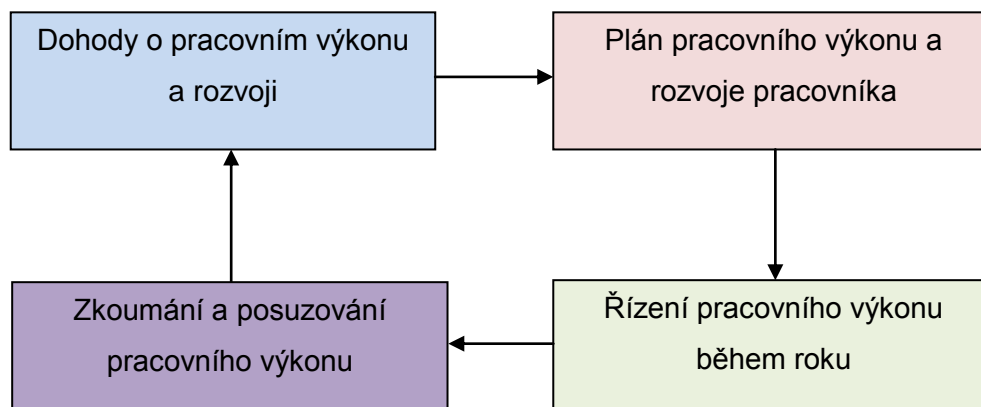 Dohody o pracovním výkonu
a rozvoji
Plán pracovního výkonu a
rozvoje pracovníka
Zkoumání a posuzování
pracovního výkonu
Řízení pracovního výkonu
během roku